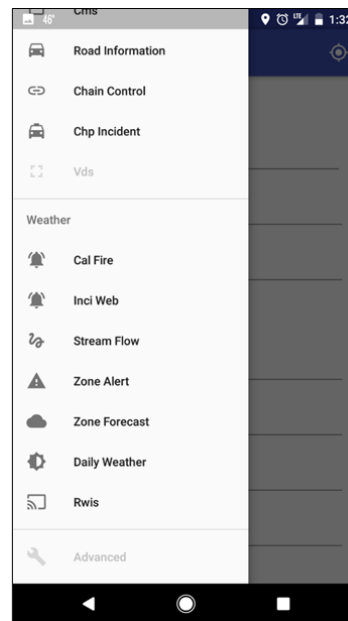 46°
1:32
Cms
Road Information
Chain Control
Chp Incident
Vds
Weather
Cal Fire
Inci Web
Stream Flow
Zone Alert
Zone Forecast
Daily Weather
Rwis
Advanced